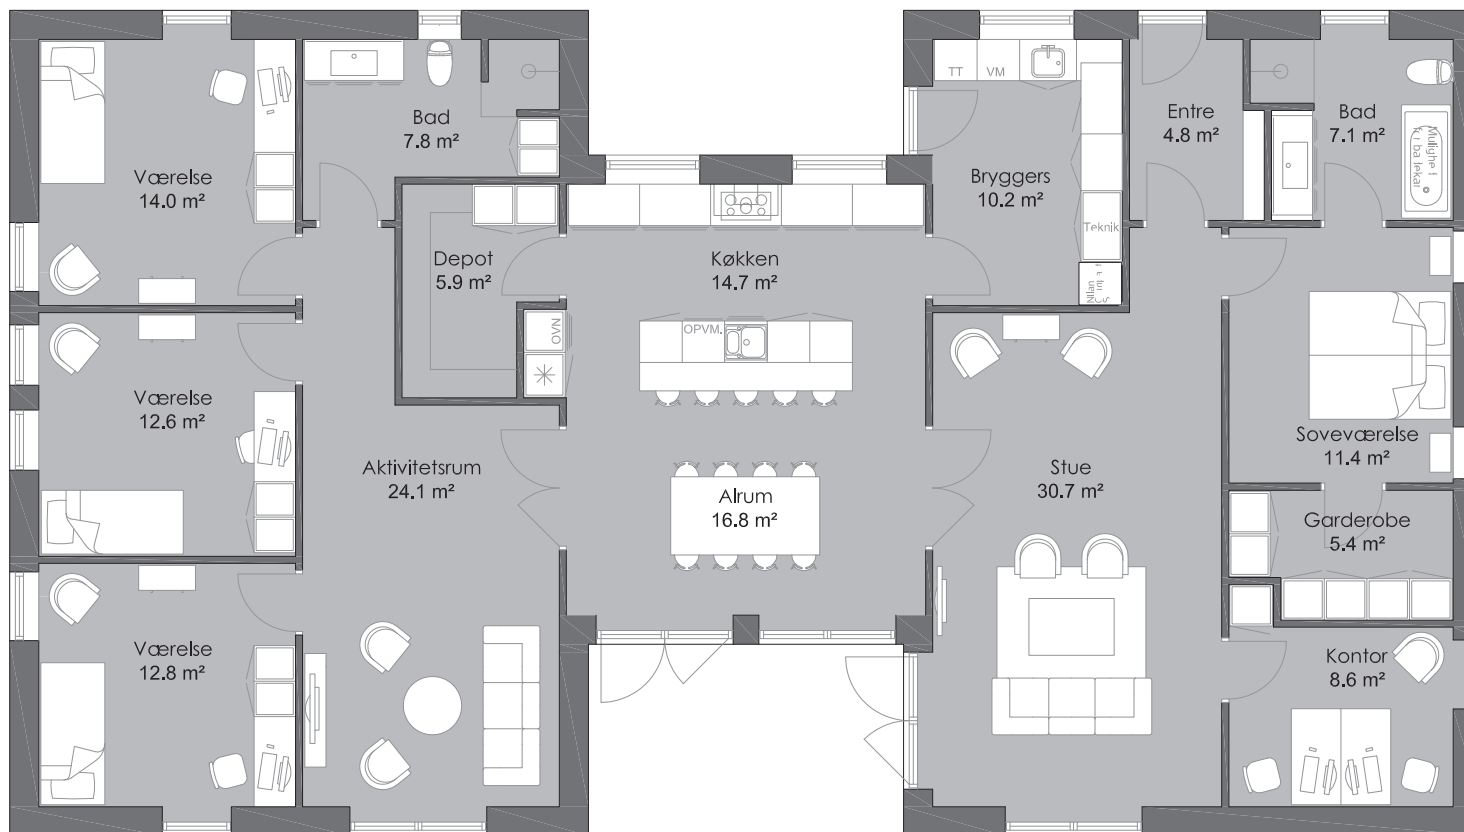 Værelse
14.0 m²
Bad
7.8 m²
TT
VM
Bryggers
10.2 m²
Teknik
Entre
4.8 m²
Bad
7.1 m²
Depot
5.9 m²
OVN
Køkken
14.7 m²
OPVM.
Værelse
12.6 m²
Aktivitetsrum
24.1 m²
Alrum
16.8 m²
Stue
30.7 m²
Soveværelse
11.4 m²
Garderobe
5.4 m²
Værelse
12.8 m²
Kontor
8.6 m²